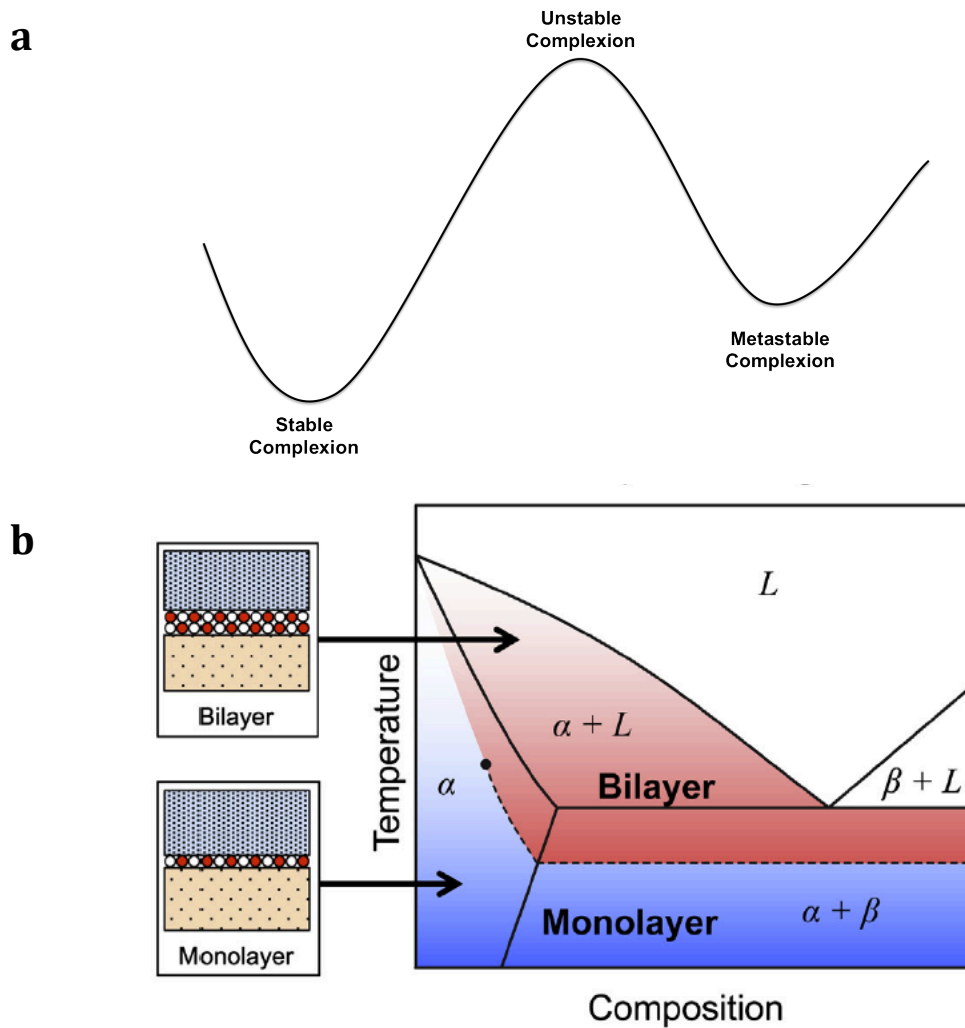 a
Unstable
Complexion
Metastable
Complexion
Stable
Complexion
b
Bilayer
Monolayer
Temperature
L
α + L
β + L
α
Bilayer
Monolayer
α + β
Composition